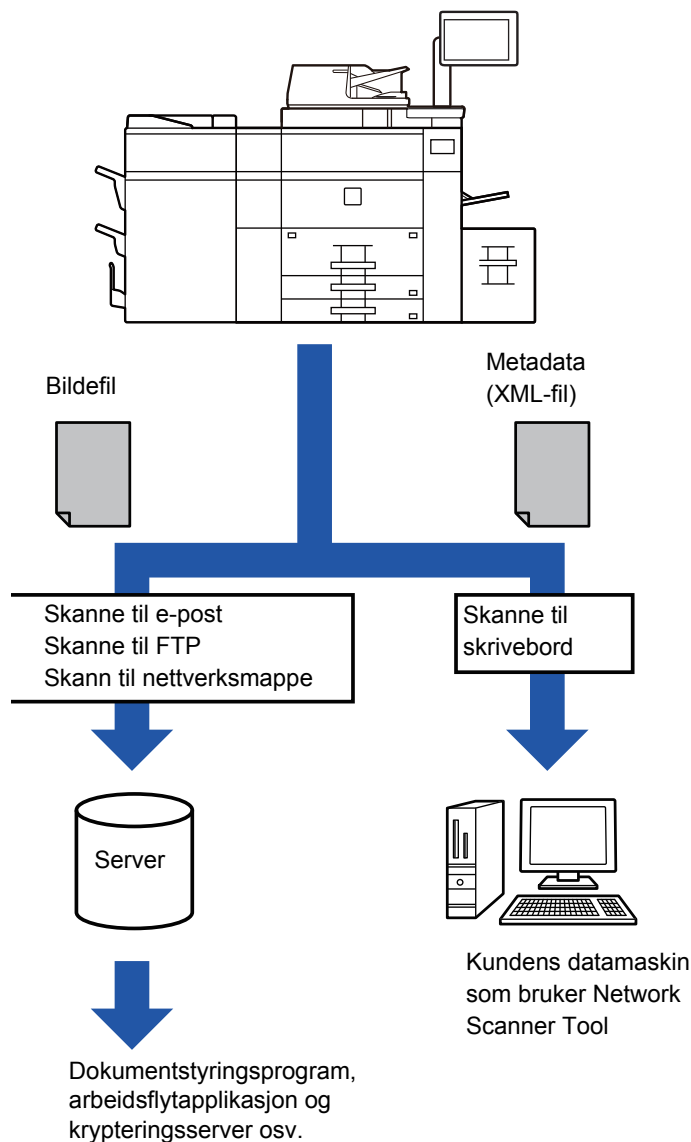 Bildefil
Metadata
(XML-fil)
Skanne til e-post
Skanne til FTP
Skann til nettverksmappe
Skanne til
skrivebord
Server
Kundens datamaskin
som bruker Network
Scanner Tool
Dokumentstyringsprogram,
arbeidsflytapplikasjon og
krypteringsserver osv.